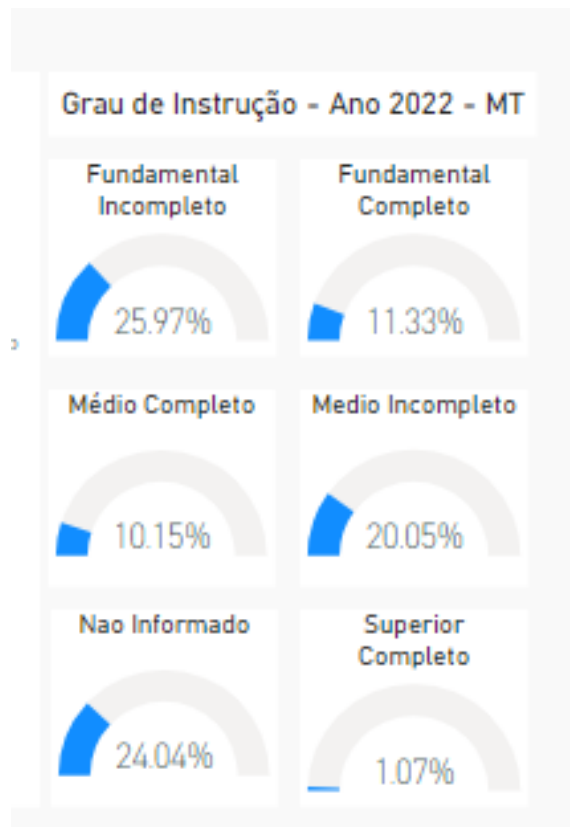 Grau de Instrução - Ano 2022 - MT
Fundamental
Incompleto
25.97%
Fundamental
Completo
11.33%
Médio Completo
10.15%
Medio Incompleto
20.05%
Nao Informado
24.04%
Superior
Completo
1.07%